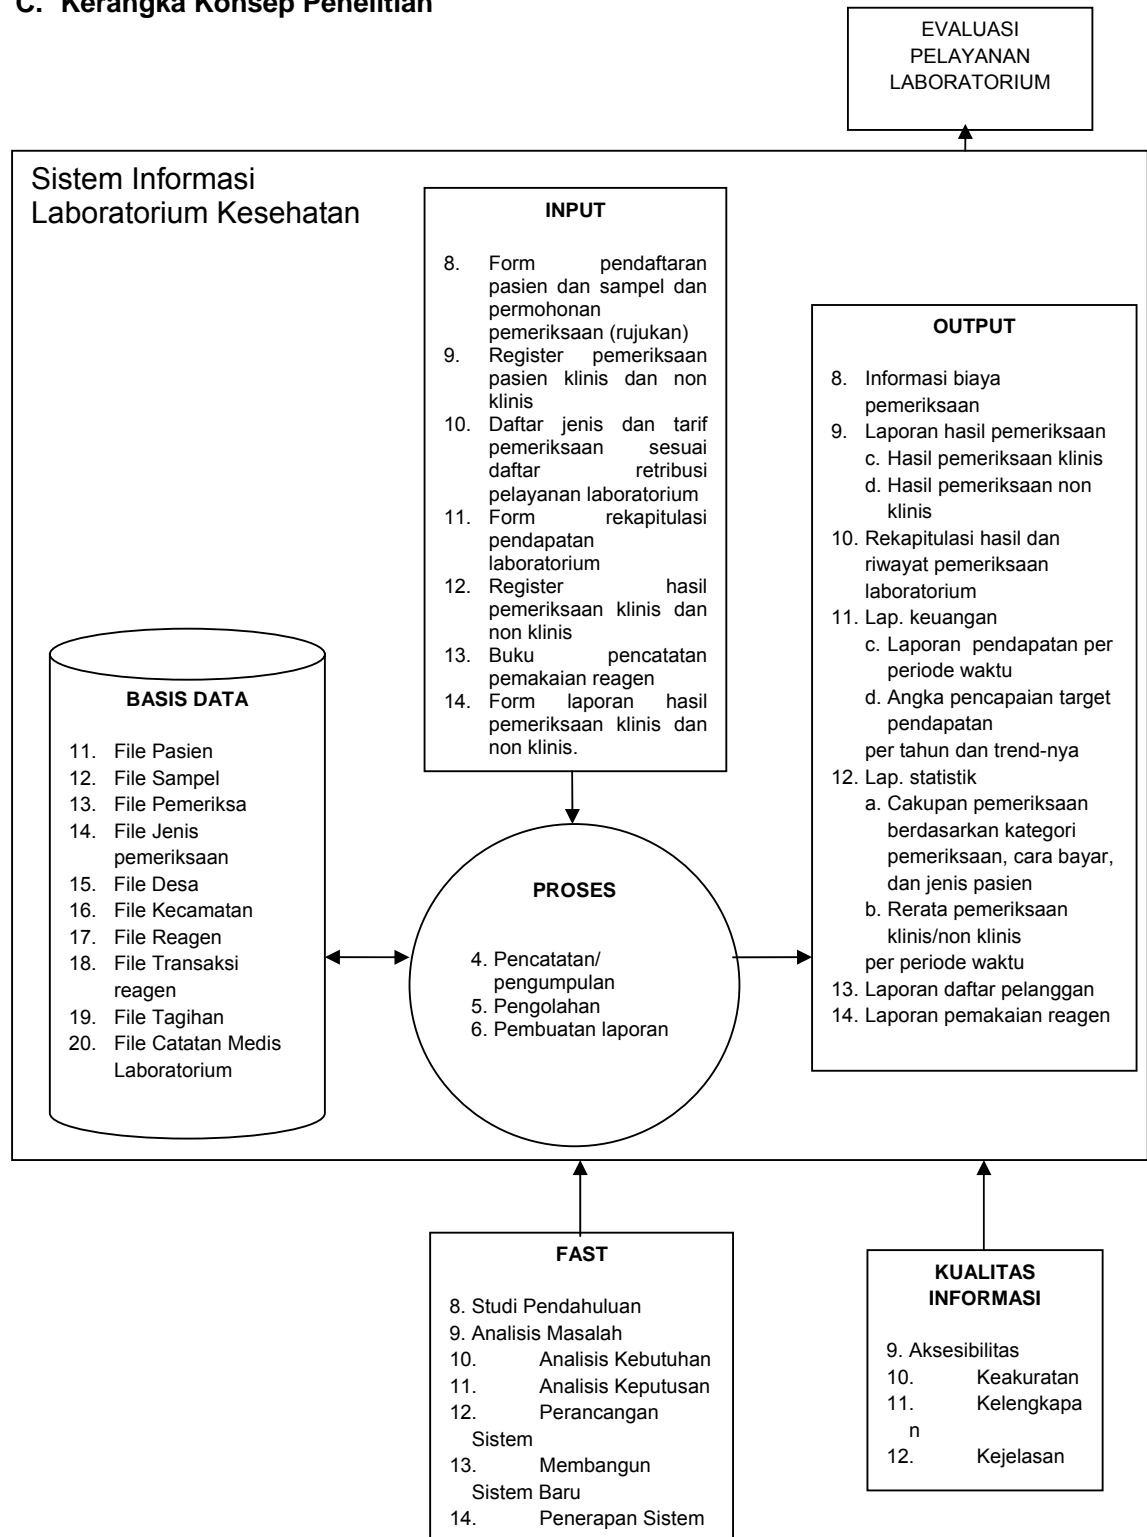 C. Kerangka Konsep Penelitian
EVALUASI
PELAYANAN
LABORATORIUM
Sistem Informasi
Laboratorium Kesehatan
INPUT
8. Form pendaftaran
pasien dan sampel dan
permohonan
pemeriksaan (rujukan)
9. Register pemeriksaan
pasien klinis dan non
klinis
10. Daftar jenis dan tarif
pemeriksaan sesuai
daftar retribusi
pelayanan laboratorium
11. Form rekapitulasi
pendapatan
laboratorium
12. Register hasil
pemeriksaan klinis dan
non klinis
13. Buku pencatatan
pemakaian reagen
14. Form laporan hasil
pemeriksaan klinis dan
non klinis.
OUTPUT
8. Informasi biaya
pemeriksaan
9. Laporan hasil pemeriksaan
c. Hasil pemeriksaan klinis
d. Hasil pemeriksaan non
klinis
10. Rekapitulasi hasil dan
riwayat pemeriksaan
laboratorium
11. Lap. keuangan
c. Laporan pendapatan per
periode waktu
d. Angka pencapaian target
pendapatan
per tahun dan trend-nya
12. Lap. statistik
a. Cakupan pemeriksaan
berdasarkan kategori
pemeriksaan, cara bayar,
dan jenis pasien
b. Rerata pemeriksaan
klinis/non klinis
per periode waktu
13. Laporan daftar pelanggan
14. Laporan pemakaian reagen
BASIS DATA
11. File Pasien
12. File Sampel
13. File Pemeriksa
14. File Jenis
pemeriksaan
15. File Desa
16. File Kecamatan
17. File Reagen
18. File Transaksi
reagen
19. File Tagihan
20. File Catatan Medis
Laboratorium
PROSES
4. Pencatatan/
pengumpulan
5. Pengolahan
6. Pembuatan laporan
FAST
8. Studi Pendahuluan
9. Analisis Masalah
10. Analisis Kebutuhan
11. Analisis Keputusan
12. Perancangan
Sistem
13. Membangun
Sistem Baru
14. Penerapan Sistem
KUALITAS
INFORMASI
9. Aksesibilitas
10. Keakuratan
11. Kelengkapa
n
12. Kejelasan